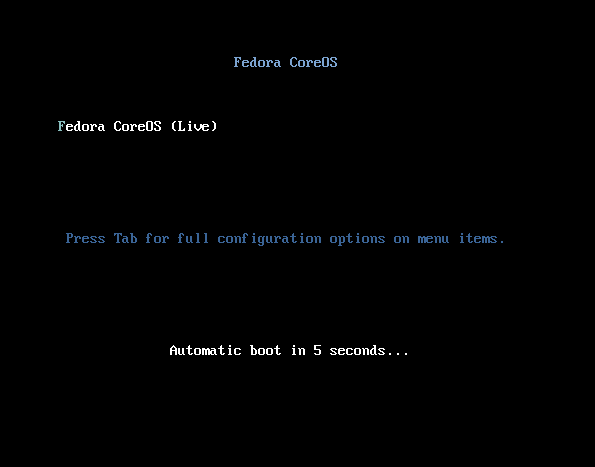 Fedora CoreOS
Fedora CoreOS (Live)
Press Tab for full configuration options on menu items.
Automatic boot in 5 seconds...